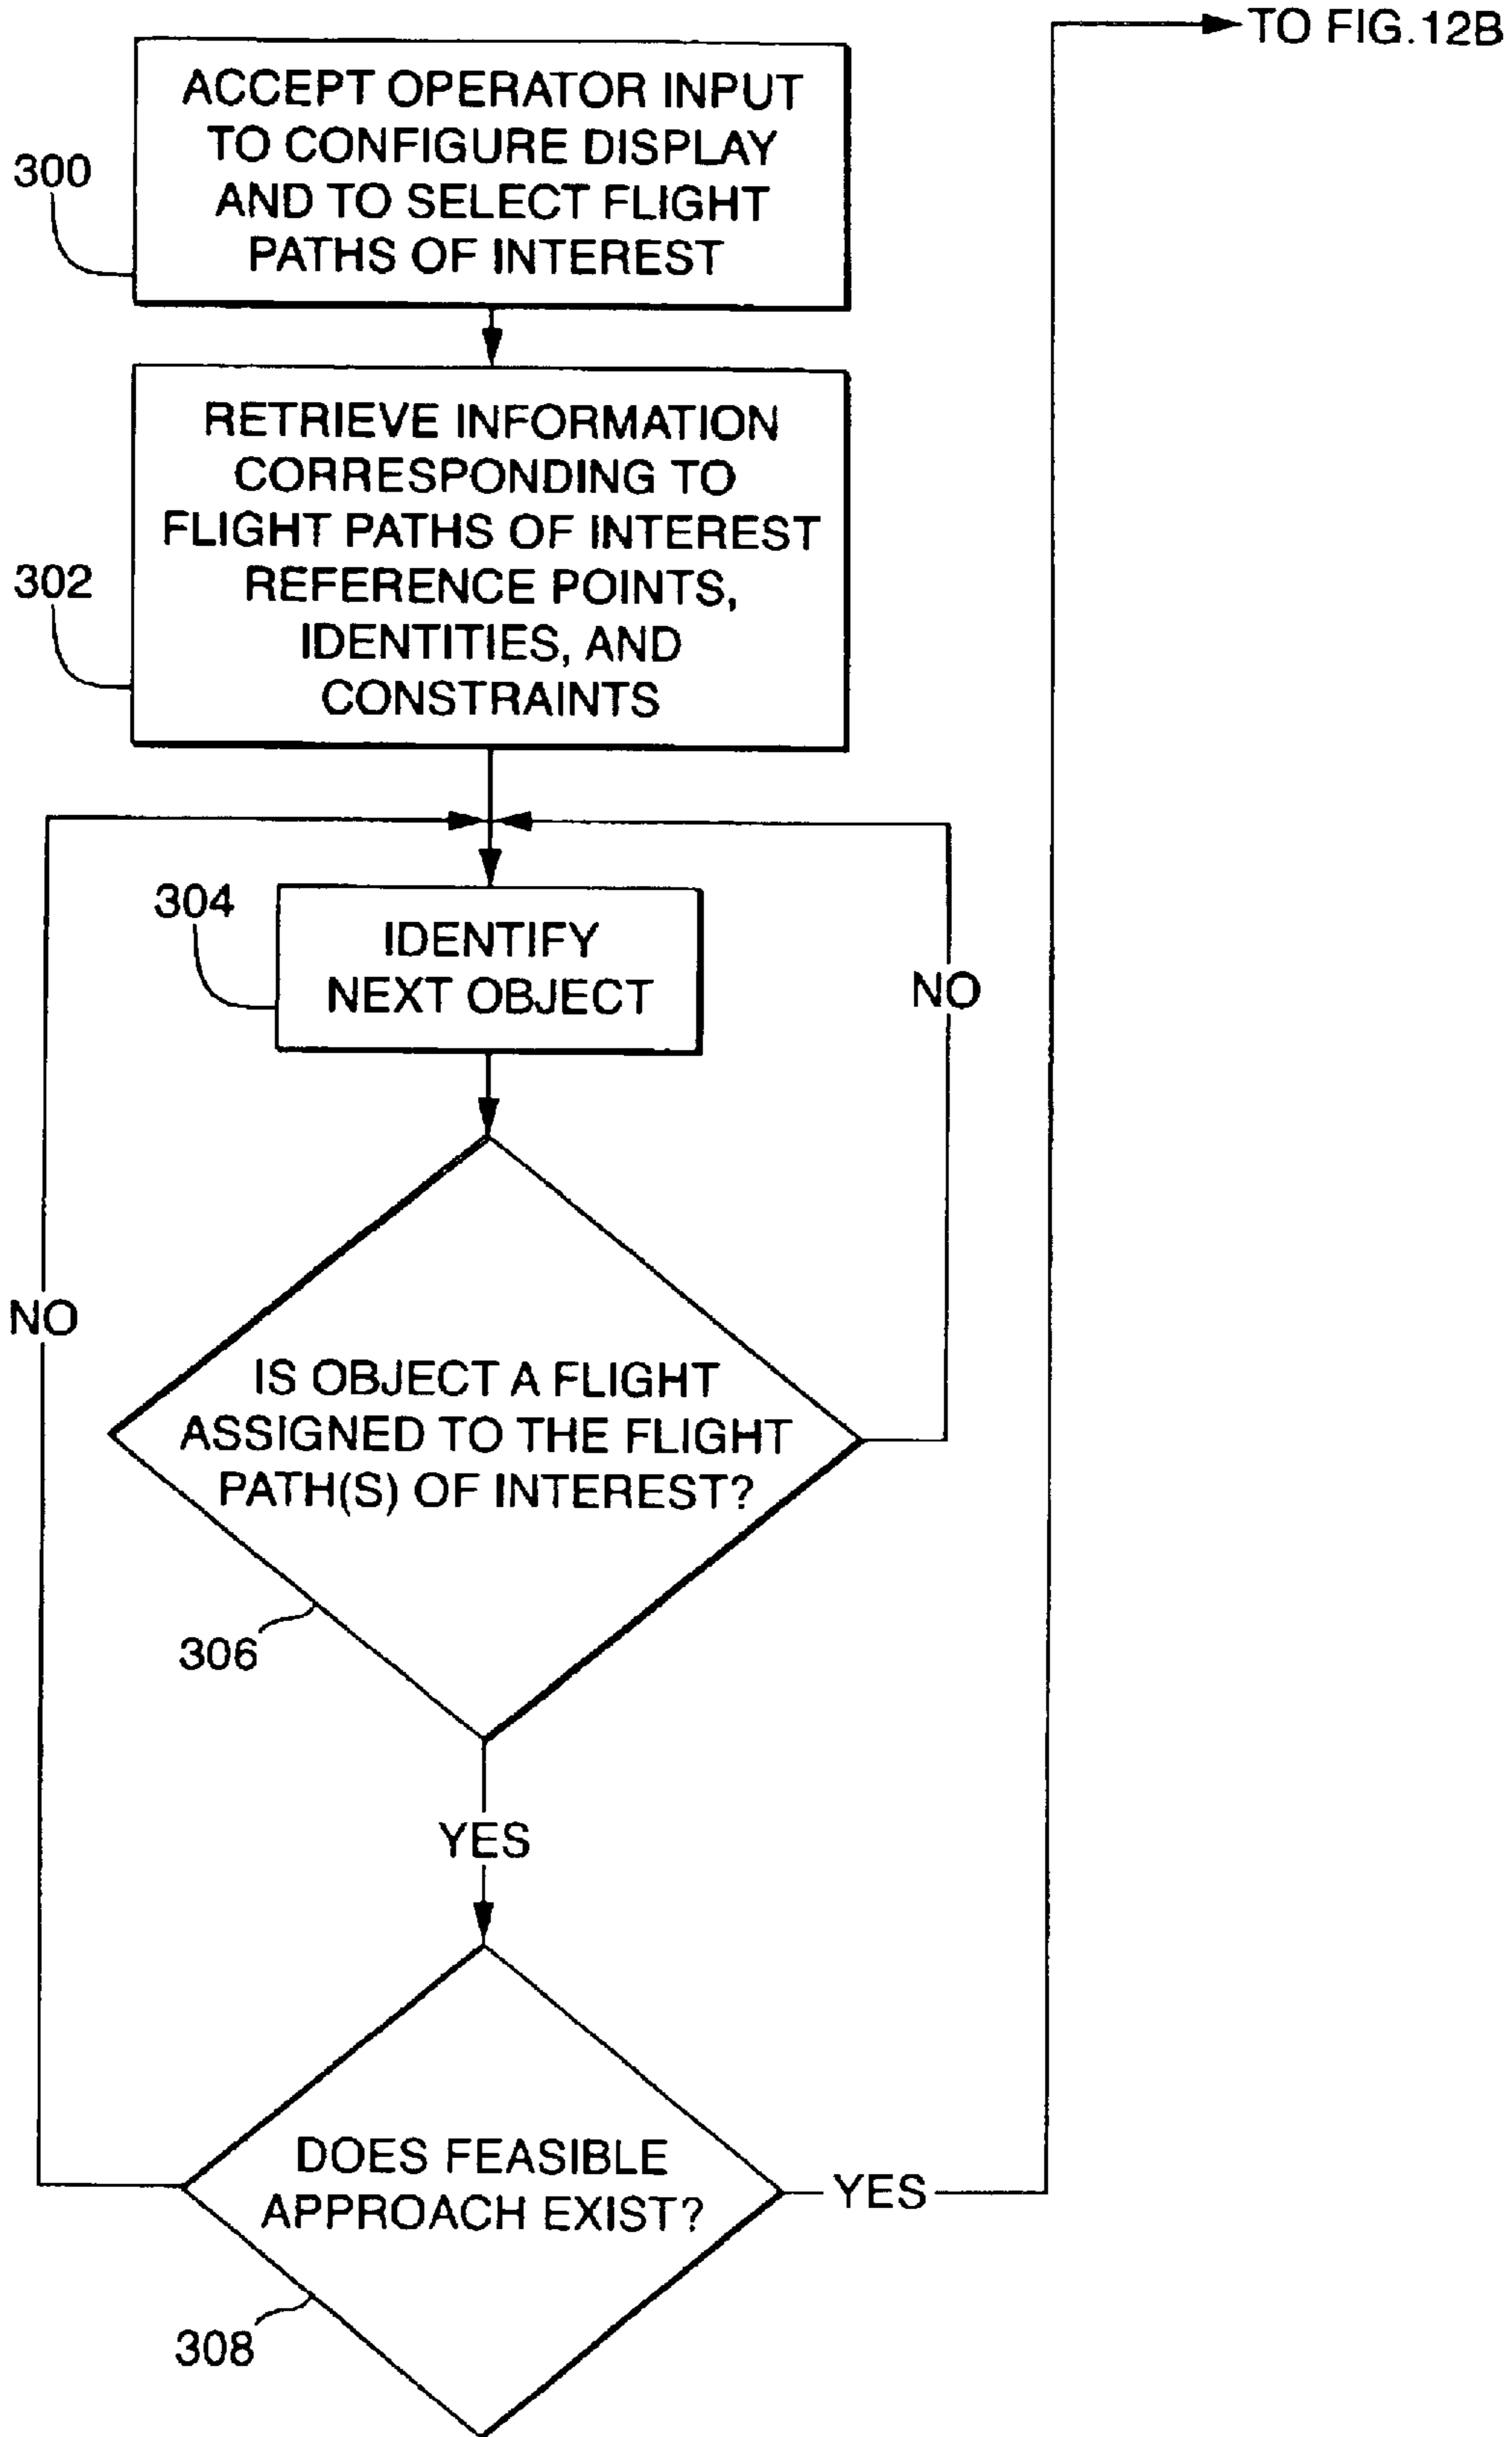 TO FIG.12B
ACCEPT OPERATOR INPUT
TO CONFIGURE DISPLAY
AND TO SELECT FLIGHT
PATHS OF INTEREST
300
RETRIEVE INFORMATION
CORRESPONDING TO
FLIGHT PATHS OF INTEREST
REFERENCE POINTS,
IDENTITIES, AND
CONSTRAINTS
302
304
IDENTIFY
NEXT OBJECT
NO
NO
IS OBJECT A FLIGHT
ASSIGNED TO THE FLIGHT
PATH(S) OF INTEREST?
306
YES
DOES FEASIBLE
APPROACH EXIST?
YES
308